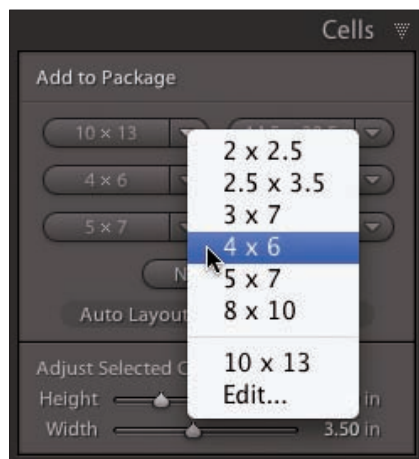 Cells
Add to Package
10 × 13
4 × 6
5 × 7
N
Auto Layout
2 x 2.5
2.5 x 3.5
3 x 7
4 x 6
5 x 7
8 x 10
10 x 13
Edit...
Adjust Selected C
Height in
Width 3.50 in